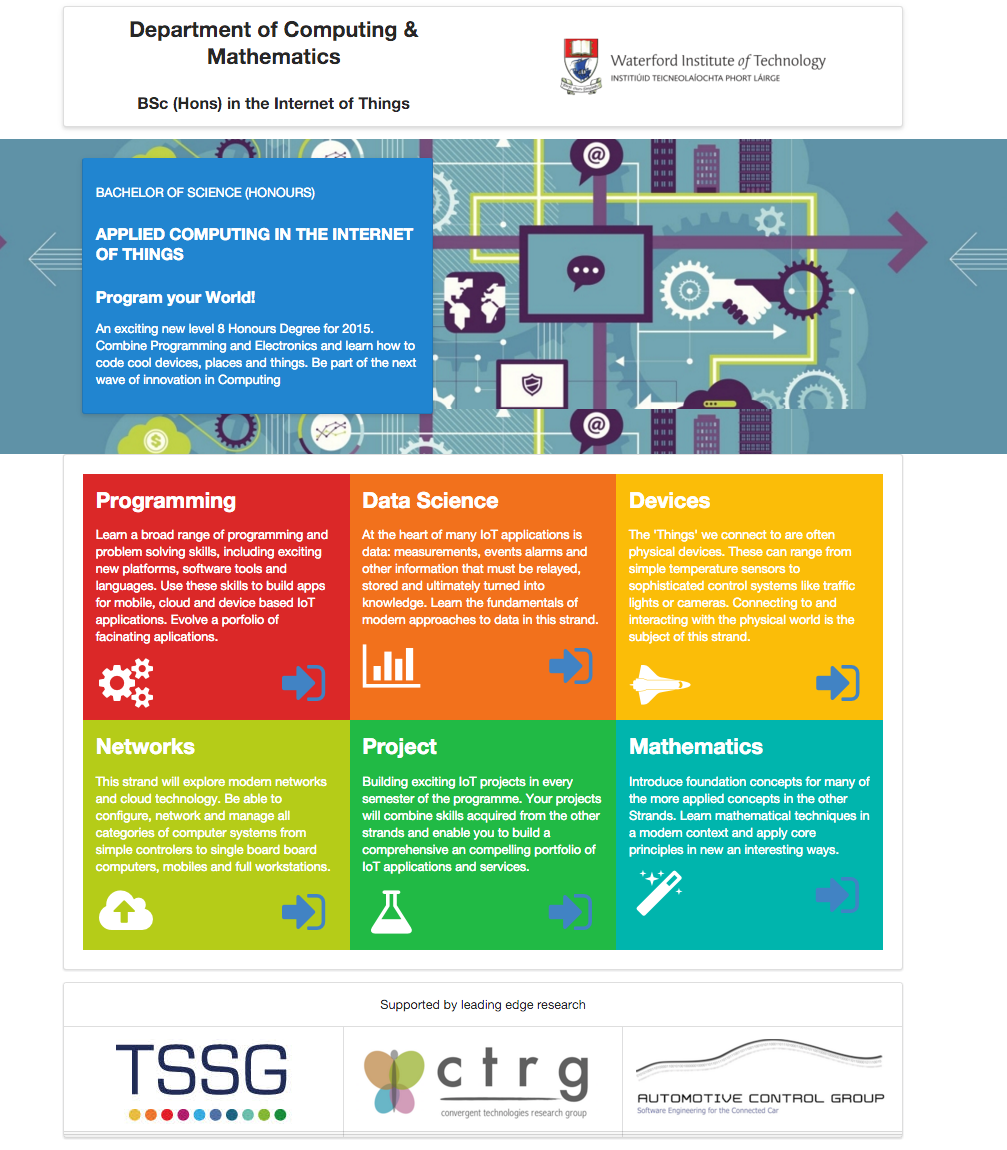 Department of Computing &
Mathematics
BSc (Hons) in the Internet of Things
Waterford Institute of Technology
INSTITIÚID TEICNEOLAÍOCHTA PHORT LÁIRGE
BACHELOR OF SCIENCE (HONOURS)
APPLIED COMPUTING IN THE INTERNET
OF THINGS
Program your World!
An exciting new level 8 Honours Degree for 2015.
Combine Programming and Electronics and learn how to
code cool devices, places and things. Be part of the next
wave of innovation in Computing
@
@
$
Programming
Learn a broad range of programming and
problem solving skills, including exciting
new platforms, software tools and
languages. Use these skills to build apps
for mobile, cloud and device based IoT
applications. Evolve a porfolio of
facinating aplications.
Data Science
At the heart of many IoT applications is
data: measurements, events alarms and
other information that must be relayed,
stored and ultimately turned into
knowledge. Learn the fundamentals of
modern approaches to data in this strand.
Devices
The 'Things' we connect to are often
physical devices. These can range from
simple temperature sensors to
sophisticated control systems like traffic
lights or cameras. Connecting to and
interacting with the physical world is the
subject of this strand.
Networks
This strand will explore modern networks
and cloud technology. Be able to
configure, network and manage all
categories of computer systems from
simple controlers to single board board
computers, mobiles and full workstations.
Project
Building exciting IoT projects in every
semester of the programme. Your projects
will combine skills acquired from the other
strands and enable you to build a
comprehensive an compelling portfolio of
IoT applications and services.
Mathematics
Introduce foundation concepts for many of
the more applied concepts in the other
Strands. Learn mathematical techniques in
a modern context and apply core
principles in new an interesting ways.
Supported by leading edge research
TSSG
ctrg
convergent technologies research group
AUTOMOTIVE CONTROL GROUP
Software Engineering for the Connected Car